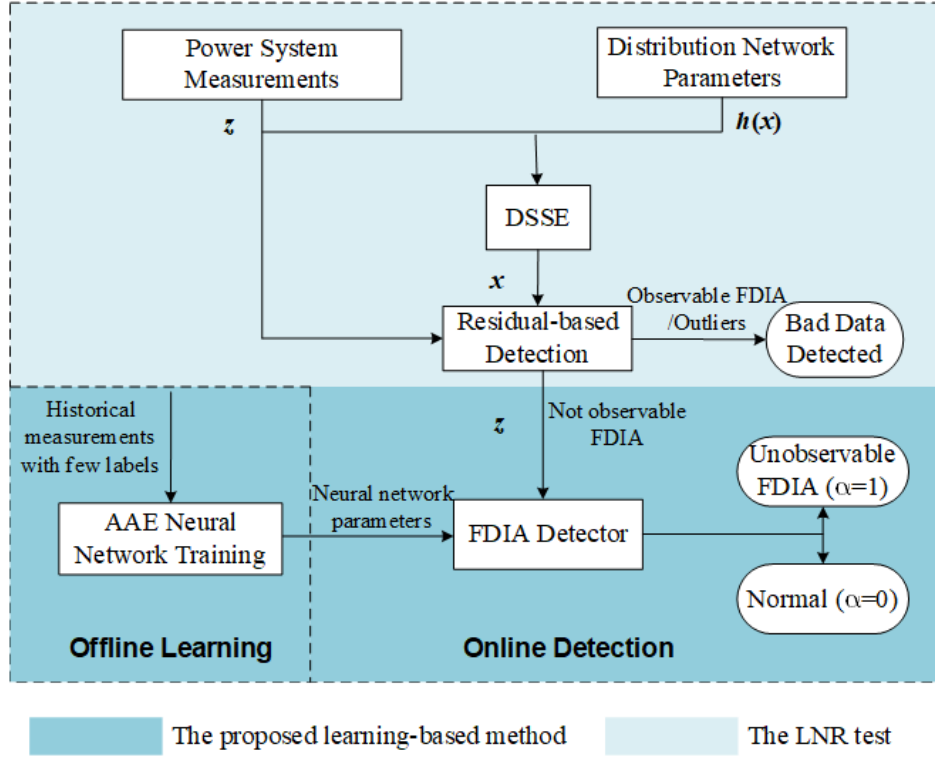 Power System
Measurements
Distribution Network
Parameters
z
h(x)
DSSE
x
Observable FDIA
/Outliers
Residual-based
Detection
Bad Data
Detected
Historical
measurements
with few labels
z
Not observable
FDIA
Unobservable
FDIA (α=1)
Neural network
parameters
AAE Neural
Network Training
FDIA Detector
Normal (α=0)
Offline Learning
Online Detection
The proposed learning-based method
The LNR test